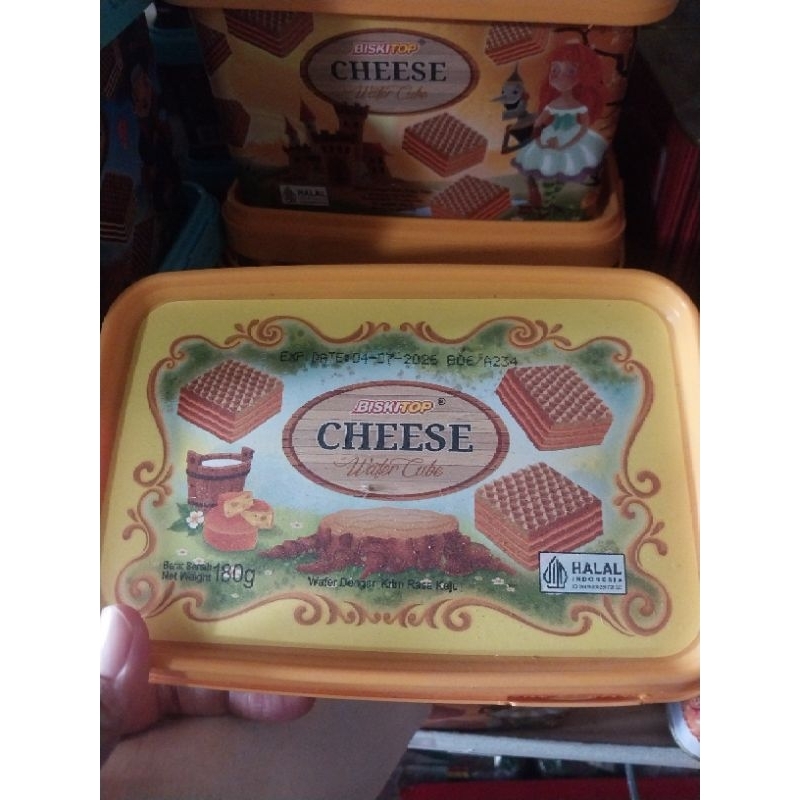 BISKITOP
CHEESE
Wafer Cube
HALAL
EXP DATE:04-07-2026 B06 A234
BISKITOP®
CHEESE
Wafer Cube
Berat Bersih
Net Weight 180g
Wafer Dengan Krim Rasa Keju
HALAL
INDONESIA